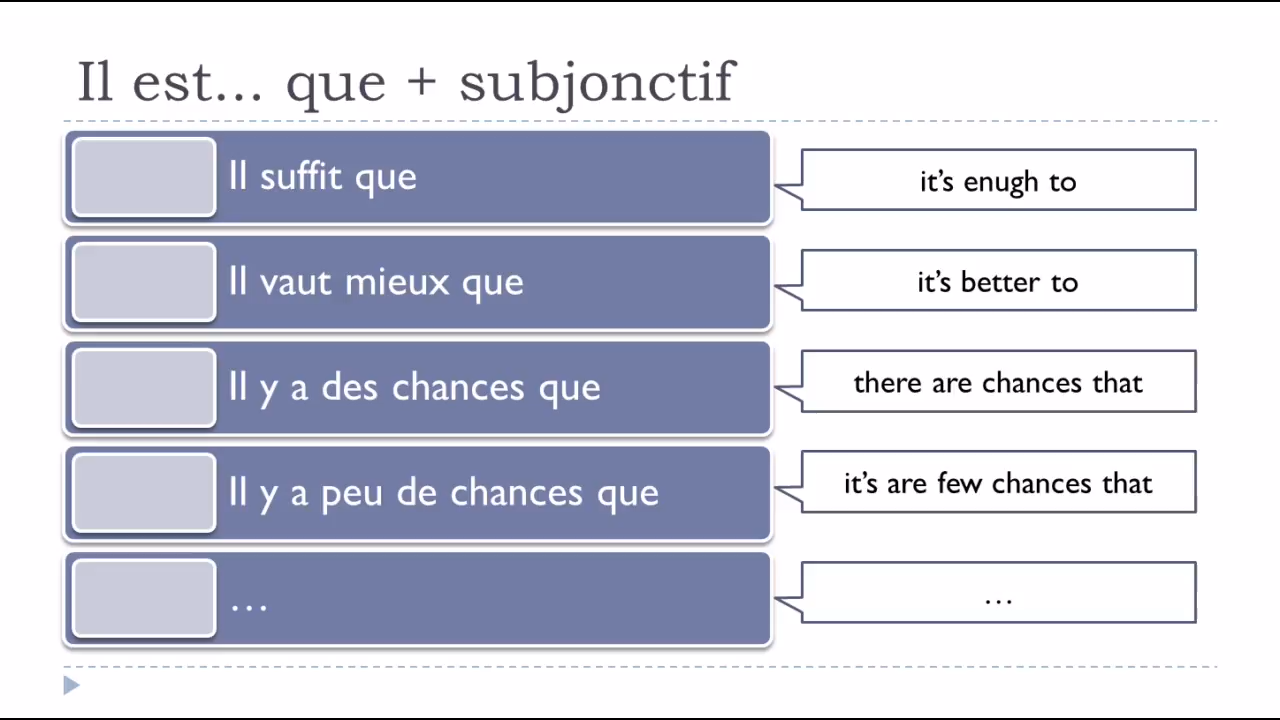 Il est... que + subjonctif
Il suffit que
it's enugh to
Il vaut mieux que
it's better to
Il y a des chances que
there are chances that
Il y a peu de chances que
it's are few chances that
...
...